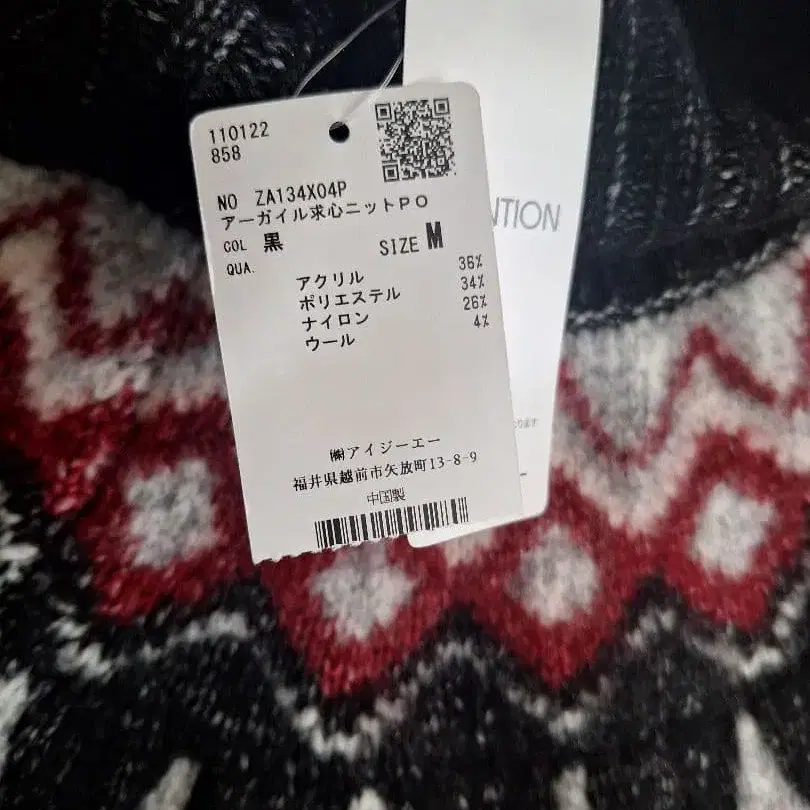 110122
858
NO ZA134X04P
アーガイル求心ニットPO
COL 黒 SIZE M
QUA.
アクリル 36%
ポリエステル 34%
ナイロン 26%
ウール 4%
㈱アイジーエー
福井県越前市矢放町13-8-9
中国製
NTION